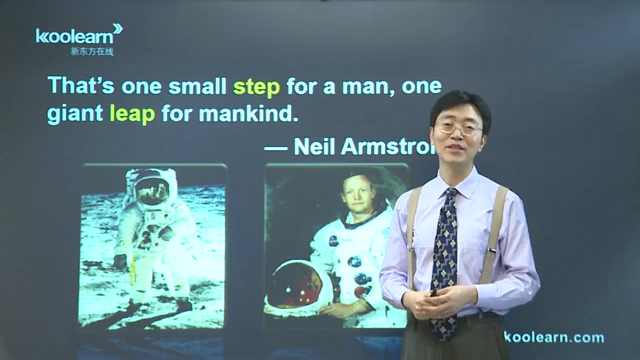 koolearn
新东方在线
That's one small step for a man, one
giant leap for mankind.
— Neil Armstro
koolearn.com